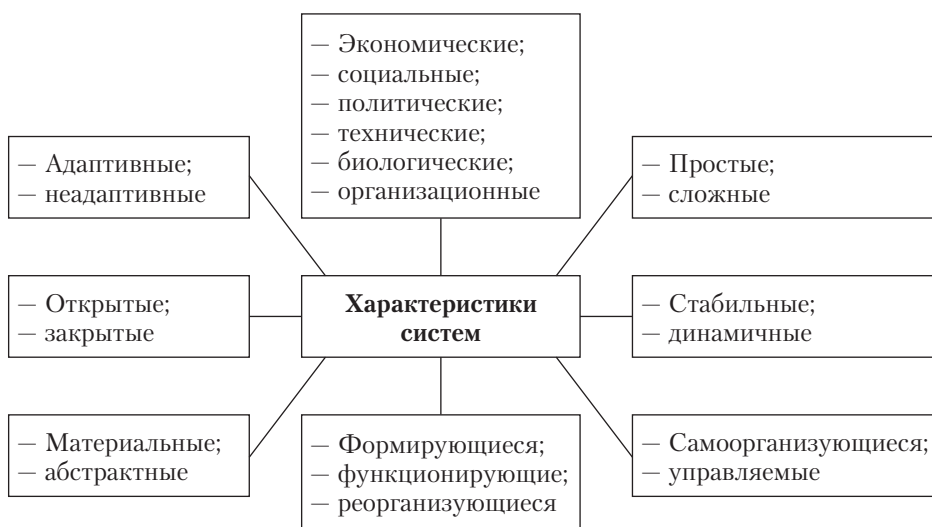 — Экономические;
— социальные;
— политические;
— технические;
— биологические;
— организационные
— Адаптивные;
— неадаптивные
— Простые;
— сложные
— Открытые;
— закрытые
Характеристики
систем
— Стабильные;
— динамичные
— Материальные;
— абстрактные
— Формирующиеся;
— функционирующие;
— реорганизующиеся
— Самоорганизующиеся;
— управляемые